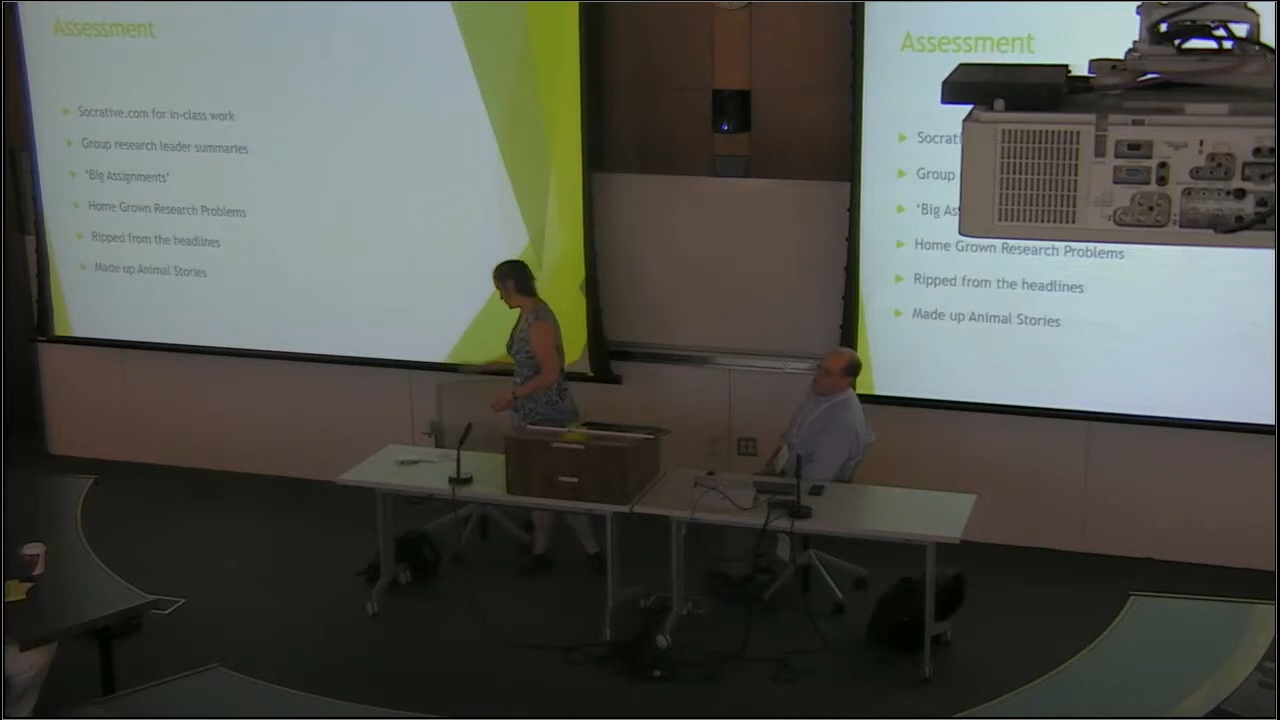 Assessment
Socrative.com for in-class work
Group research leader summaries
'Big Assignments'
Home Grown Research Problems
Ripped from the headlines
Made up Animal Stories
Assessment
Socrati
Group
'Big As
Home Grown Research Problems
Ripped from the headlines
Made up Animal Stories